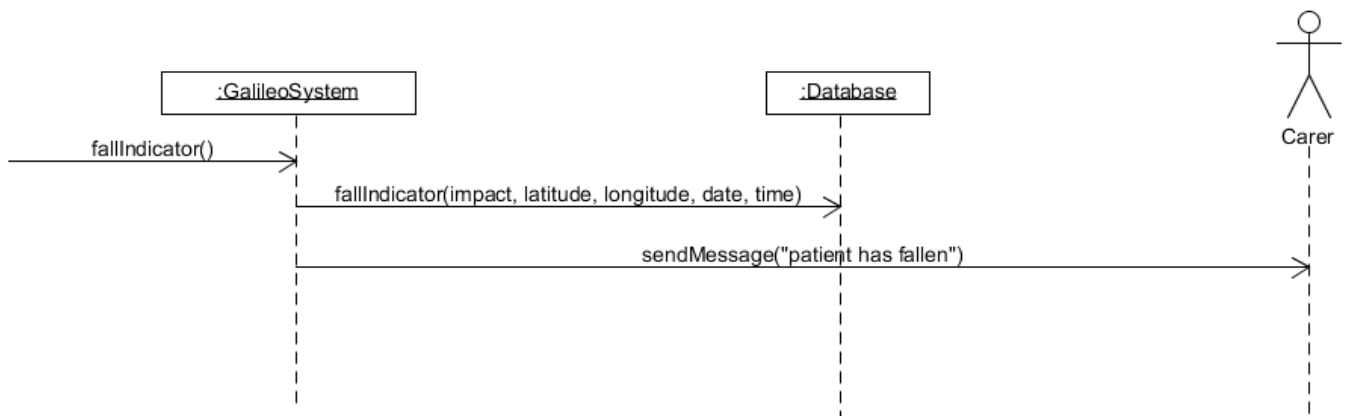 :GalileoSystem
:Database
Carer
fallIndicator()
fallIndicator(impact, latitude, longitude, date, time)
sendMessage("patient has fallen")